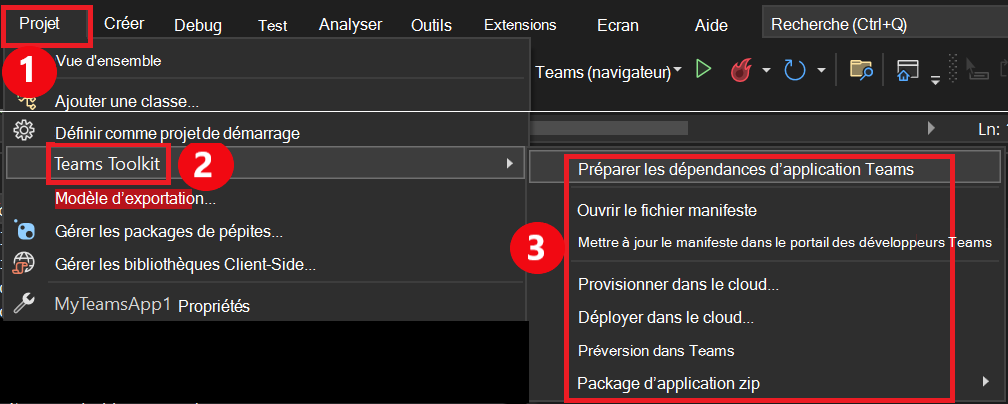 Projet Créer Debug Test Analyser Outils Extensions Ecran Aide Recherche (Ctrl+Q)
1
Vue d'ensemble
Teams (navigateur)
Ajouter une classe...
Définir comme projet de démarrage
Ln:
Teams Toolkit
2
Modèle d'exportation...
Gérer les packages de pépites...
Gérer les bibliothèques Client-Side...
MyTeamsApp1 Propriétés
3
Préparer les dépendances d'application Teams
Ouvrir le fichier manifeste
Mettre à jour le manifeste dans le portail des développeurs Teams
Provisionner dans le cloud...
Déployer dans le cloud...
Préversion dans Teams
Package d'application zip